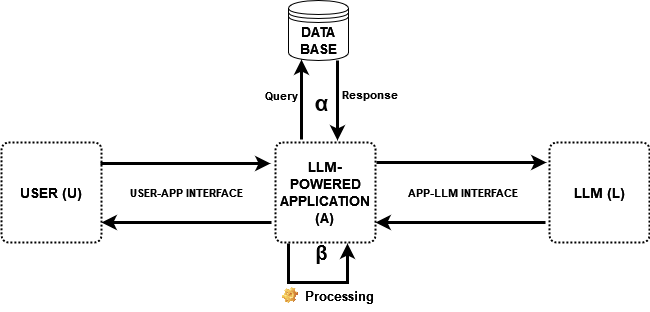 DATA
BASE
Query
α
Response
USER (U)
USER-APP INTERFACE
LLM-
POWERED
APPLICATION
(A)
APP-LLM INTERFACE
LLM (L)
β
Processing